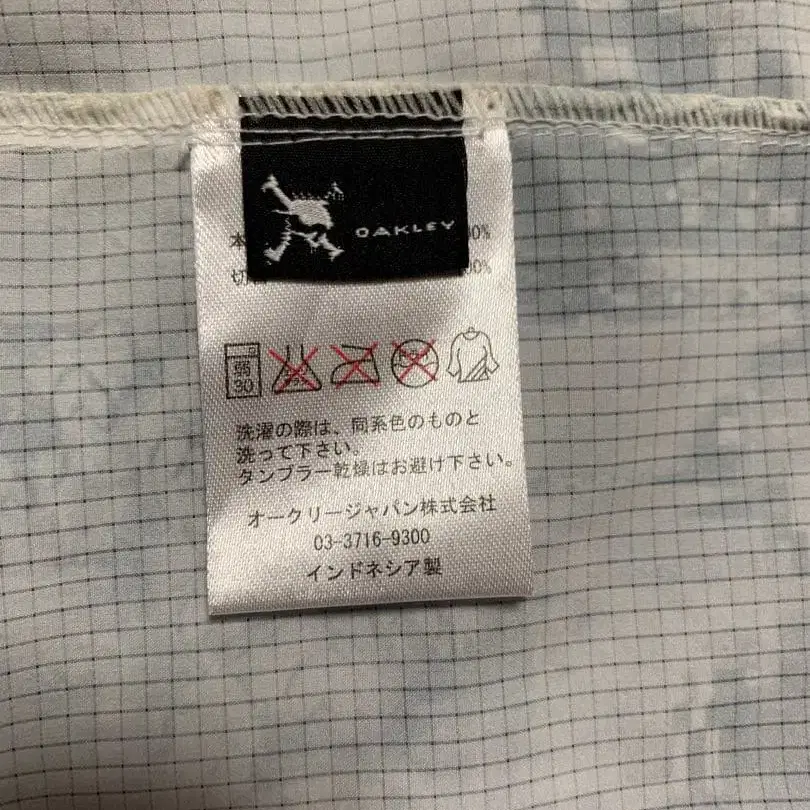 OAKLEY
本
切
弱
30
洗濯の際は、同系色のものと
洗って下さい。
タンブラー乾燥はお避け下さい。
オークリージャパン株式会社
03-3716-9300
インドネシア製